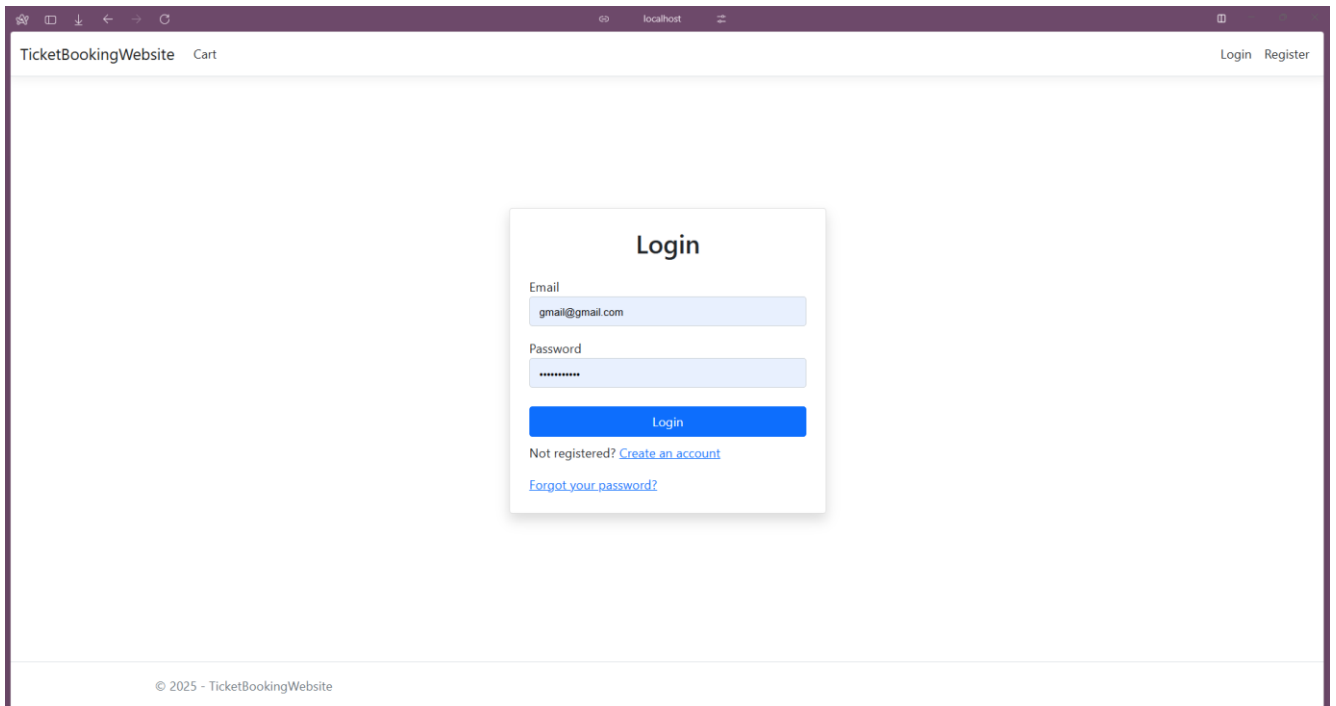 localhost
TicketBookingWebsite Cart Login Register
Login
Email
gmail@gmail.com
Password
•••••••••••
Login
Not registered? Create an account
Forgot your password?
© 2025 - TicketBookingWebsite